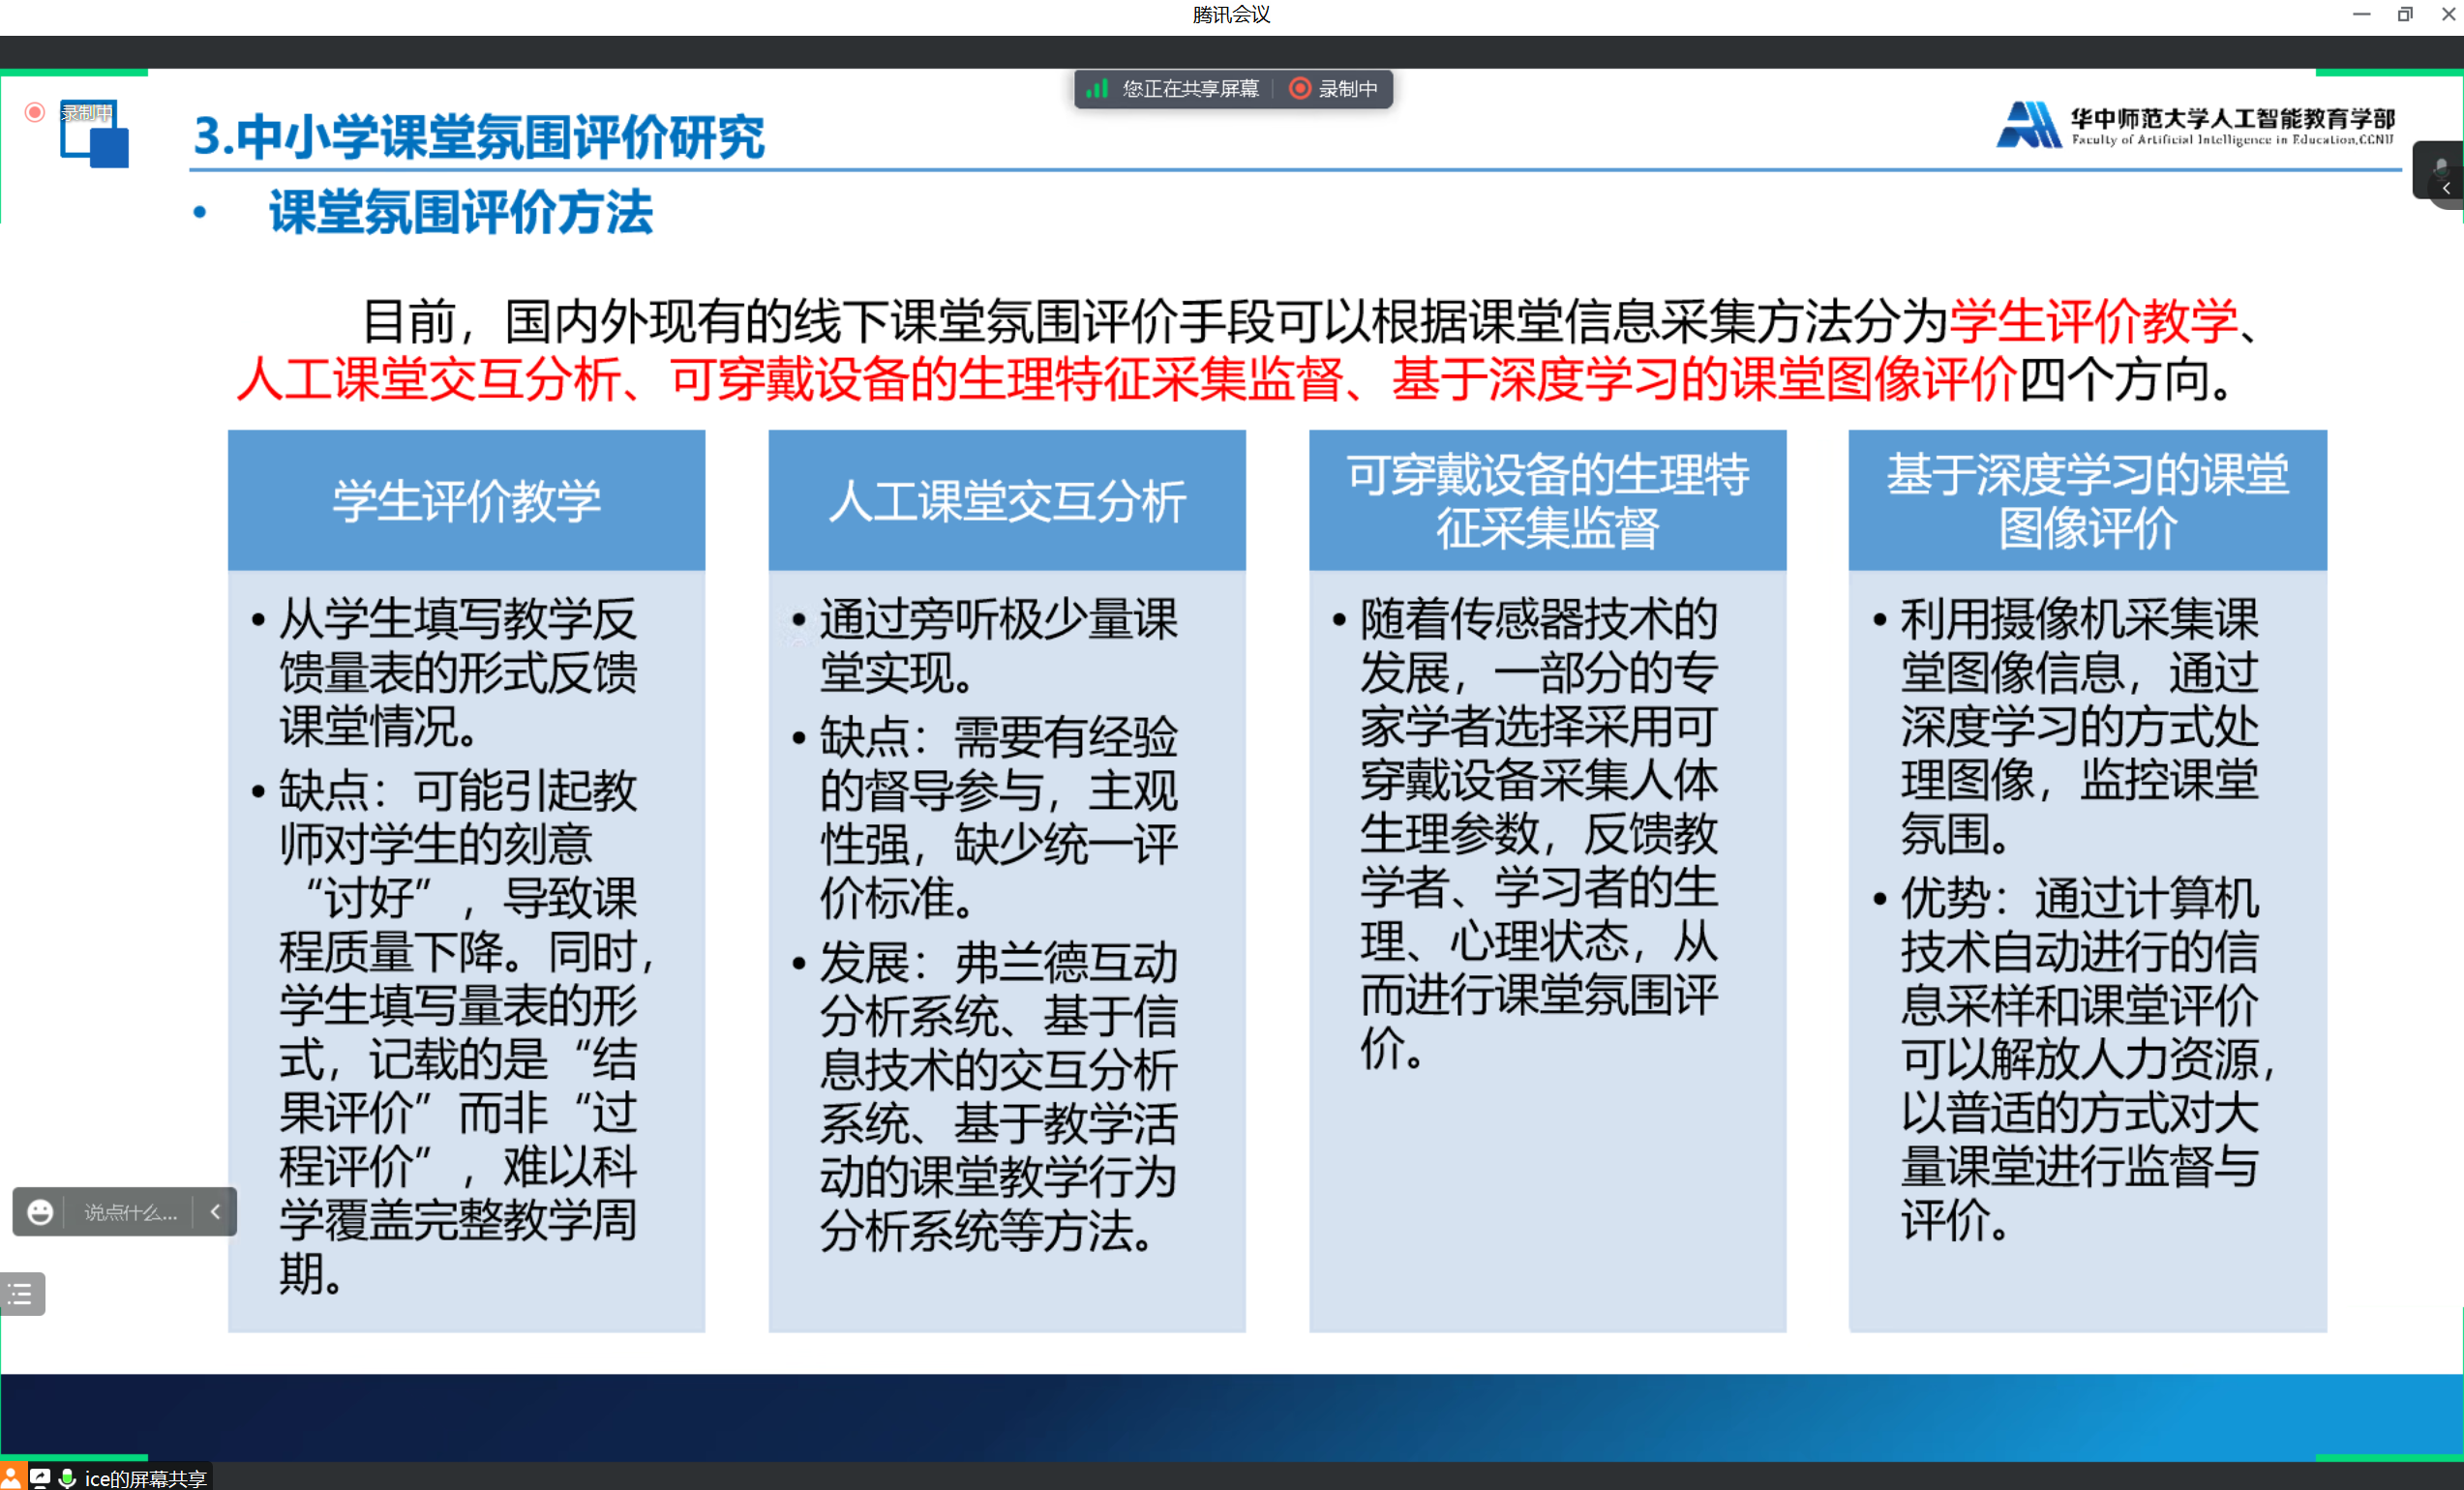 腾讯会议
您正在共享屏幕
录制中
录制中
3.中小学课堂氛围评价研究
华中师范大学人工智能教育学部
Faculty of Artificial Intelligence in Education,CCNU
• 课堂氛围评价方法
目前，国内外现有的线下课堂氛围评价手段可以根据课堂信息采集方法分为学生评价教学、
人工课堂交互分析、可穿戴设备的生理特征采集监督、基于深度学习的课堂图像评价四个方向。
学生评价教学
• 从学生填写教学反
馈量表的形式反馈
课堂情况。
• 缺点：可能引起教
师对学生的刻意
“讨好”，导致课
程质量下降。同时，
学生填写量表的形
式，记载的是“结
果评价”而非“过
程评价”，难以科
学覆盖完整教学周
期。
人工课堂交互分析
• 通过旁听极少量课
堂实现。
• 缺点：需要有经验
的督导参与，主观
性强，缺少统一评
价标准。
• 发展：弗兰德互动
分析系统、基于信
息技术的交互分析
系统、基于教学活
动的课堂教学行为
分析系统等方法。
可穿戴设备的生理特
征采集监督
• 随着传感器技术的
发展，一部分的专
家学者选择采用可
穿戴设备采集人体
生理参数，反馈教
学者、学习者的生
理、心理状态，从
而进行课堂氛围评
价。
基于深度学习的课堂
图像评价
• 利用摄像机采集课
堂图像信息，通过
深度学习的方式处
理图像，监控课堂
氛围。
• 优势：通过计算机
技术自动进行的信
息采样和课堂评价
可以解放人力资源，
以普适的方式对大
量课堂进行监督与
评价。
说点什么...
ice的屏幕共享